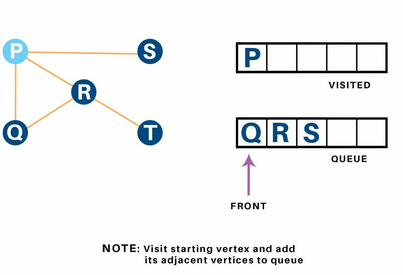 P
S
R
Q
T
P
VISITED
Q R S
QUEUE
FRONT
NOTE: Visit starting vertex and add
its adjacent vertices to queue